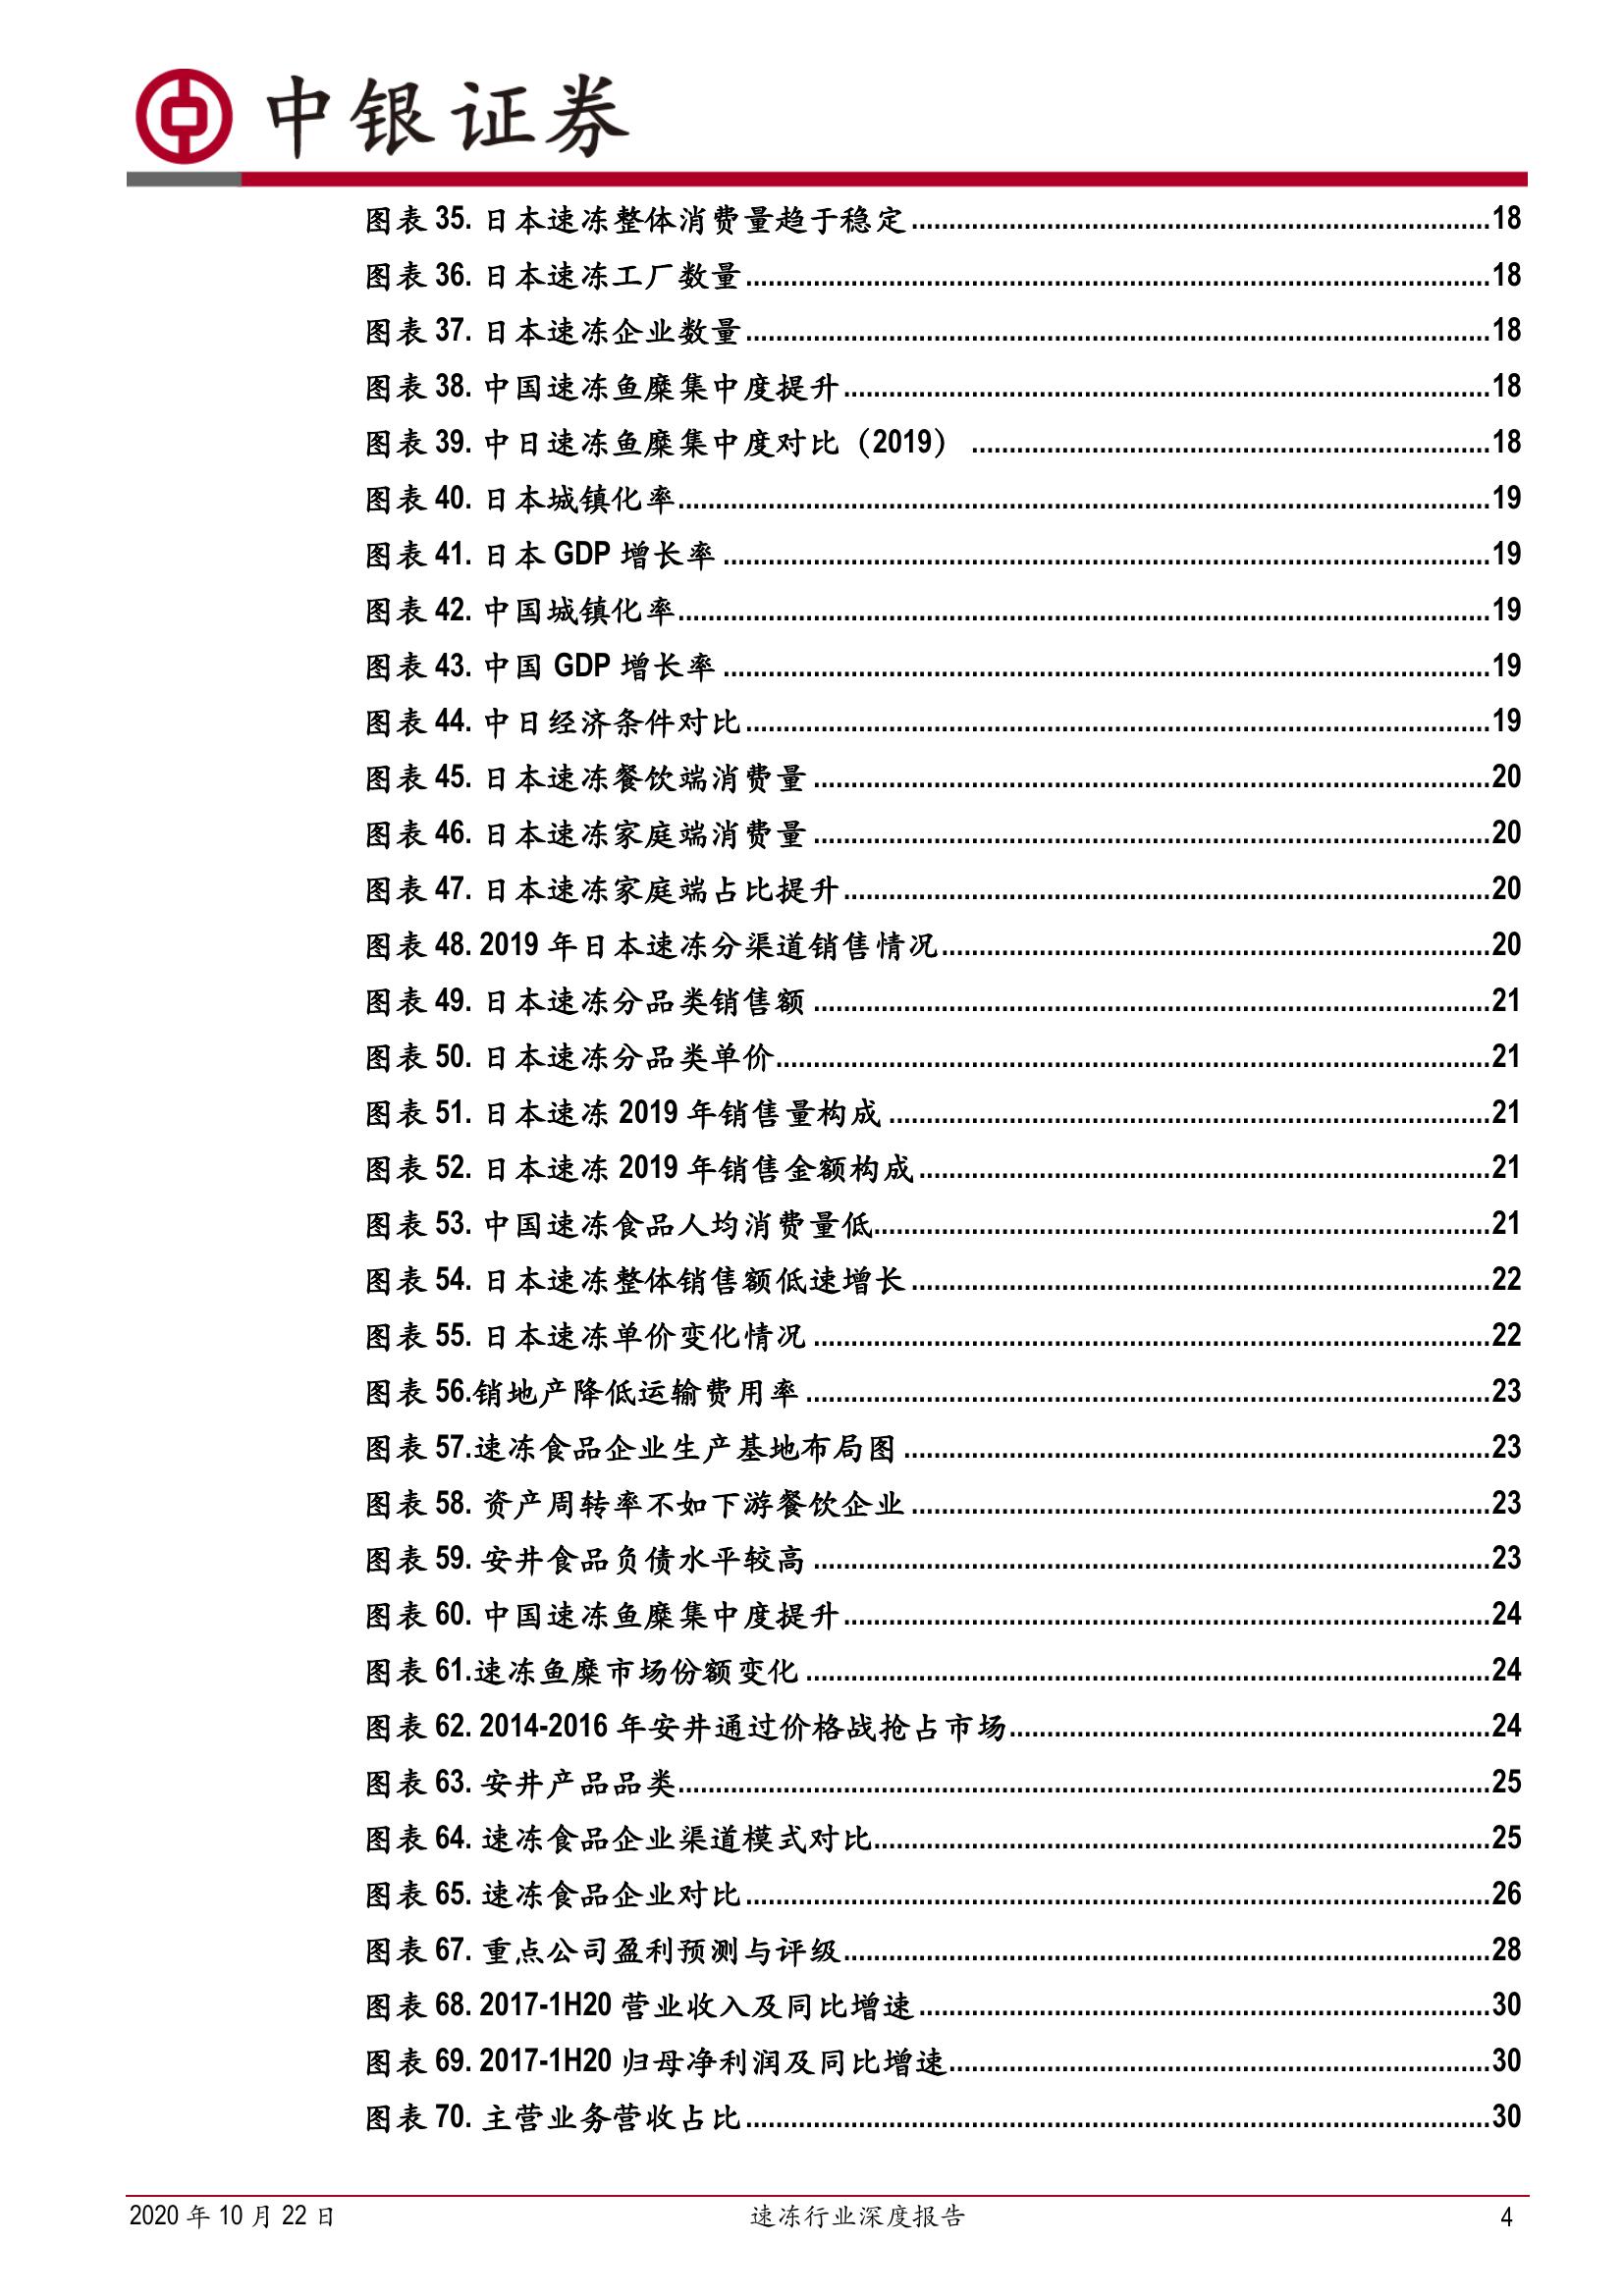 中银证券
图表 35. 日本速冻整体消费量趋于稳定..........18
图表 36. 日本速冻工厂数量..........18
图表 37. 日本速冻企业数量..........18
图表 38. 中国速冻鱼糜集中度提升..........18
图表 39. 中日速冻鱼糜集中度对比（2019）..........18
图表 40. 日本城镇化率..........19
图表 41. 日本 GDP 增长率..........19
图表 42. 中国城镇化率..........19
图表 43. 中国 GDP 增长率..........19
图表 44. 中日经济条件对比..........19
图表 45. 日本速冻餐饮端消费量..........20
图表 46. 日本速冻家庭端消费量..........20
图表 47. 日本速冻家庭端占比提升..........20
图表 48. 2019 年日本速冻分渠道销售情况..........20
图表 49. 日本速冻分品类销售额..........21
图表 50. 日本速冻分品类单价..........21
图表 51. 日本速冻 2019 年销售量构成..........21
图表 52. 日本速冻 2019 年销售金额构成..........21
图表 53. 中国速冻食品人均消费量低..........21
图表 54. 日本速冻整体销售额低速增长..........22
图表 55. 日本速冻单价变化情况..........22
图表 56.销地产降低运输费用率..........23
图表 57.速冻食品企业生产基地布局图..........23
图表 58. 资产周转率不如下游餐饮企业..........23
图表 59. 安井食品负债水平较高..........23
图表 60. 中国速冻鱼糜集中度提升..........24
图表 61.速冻鱼糜市场份额变化..........24
图表 62. 2014-2016 年安井通过价格战抢占市场..........24
图表 63. 安井产品品类..........25
图表 64. 速冻食品企业渠道模式对比..........25
图表 65. 速冻食品企业对比..........26
图表 67. 重点公司盈利预测与评级..........28
图表 68. 2017-1H20 营业收入及同比增速..........30
图表 69. 2017-1H20 归母净利润及同比增速..........30
图表 70. 主营业务营收占比..........30
2020 年 10 月 22 日 速冻行业深度报告 4